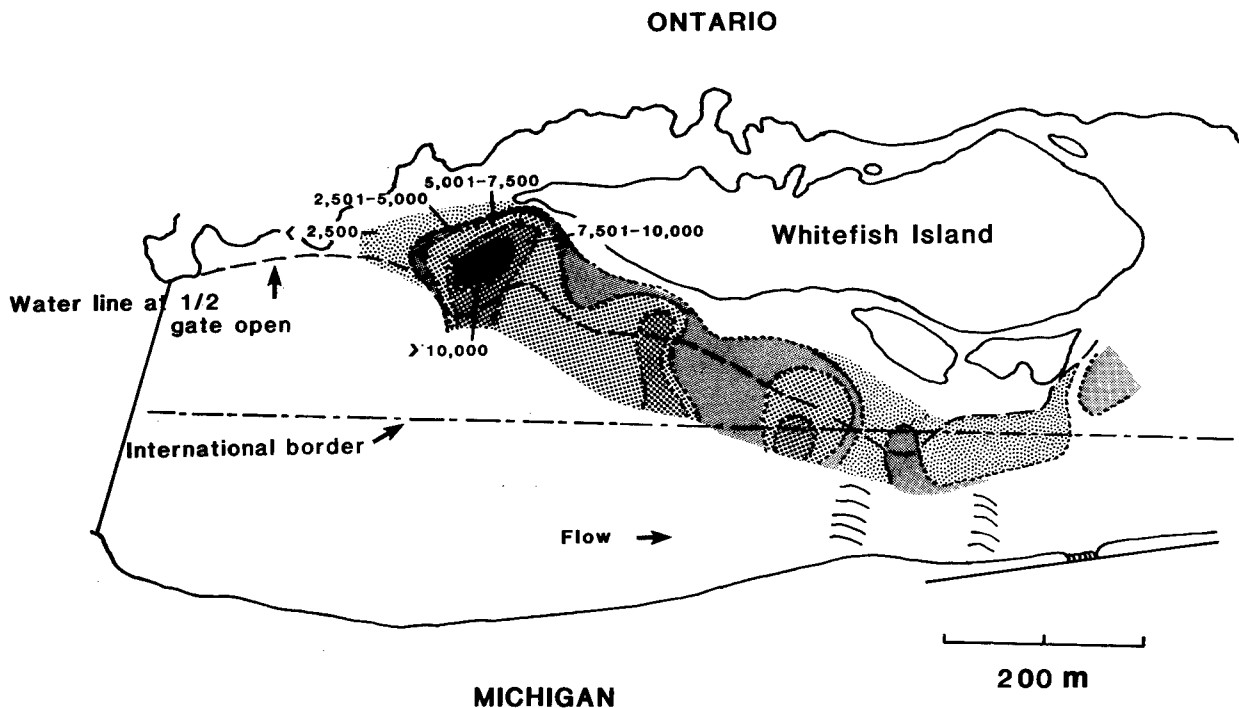 ONTARIO
5,001-7,500
2,501-5,000
< 2,500
7,501-10,000
Whitefish Island
Water line at 1/2
gate open
> 10,000
International border
Flow
200 m
MICHIGAN